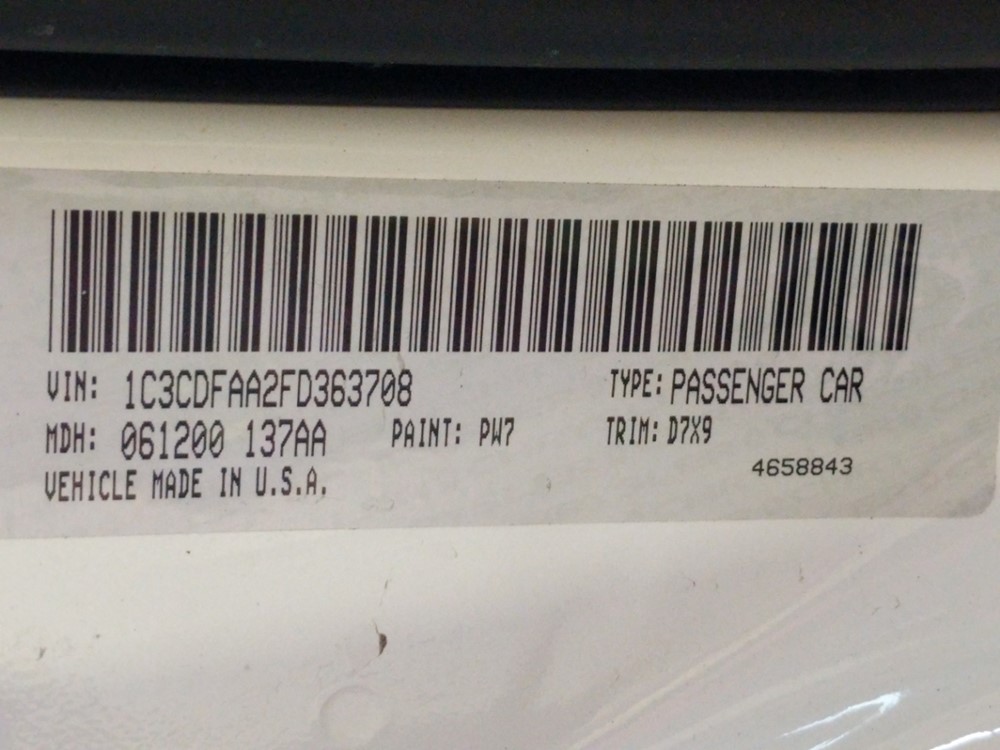 VIN: 1C3CDFAA2FD363708 TYPE: PASSENGER CAR
MDH: 061200 137AA PAINT: PW7 TRIM: D7X9
4658843
VEHICLE MADE IN U.S.A.